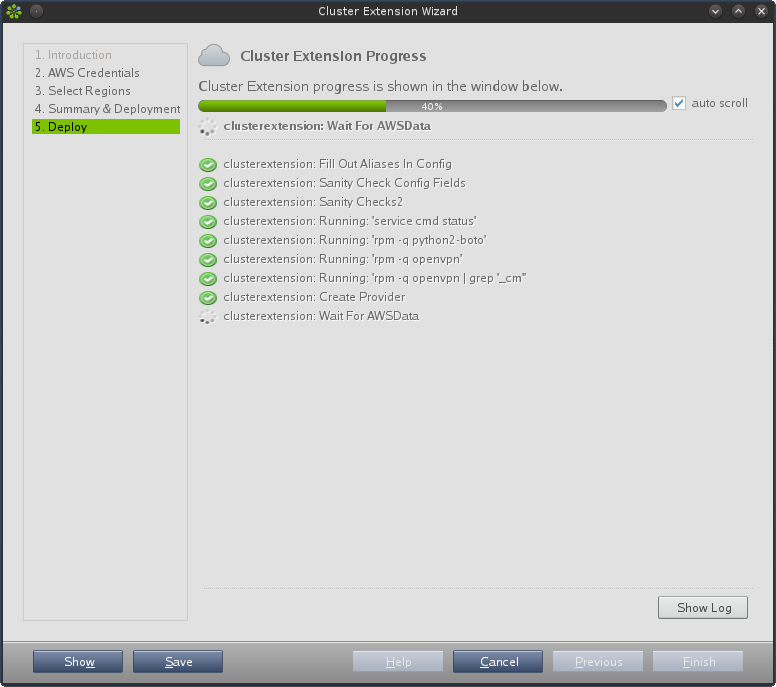 Cluster Extension Wizard
1. Introduction
2. AWS Credentials
3. Select Regions
4. Summary & Deployment
5. Deploy
Cluster Extension Progress
Cluster Extension progress is shown in the window below.
40%
auto scroll
clusterextension: Wait For AWSData
clusterextension: Fill Out Aliases In Config
clusterextension: Sanity Check Config Fields
clusterextension: Sanity Checks2
clusterextension: Running: 'service cmd status'
clusterextension: Running: 'rpm -q python2-boto'
clusterextension: Running: 'rpm -q openvpn'
clusterextension: Running: 'rpm -q openvpn | grep '_cm''
clusterextension: Create Provider
clusterextension: Wait For AWSData
Show Log
Show
Save
Help
Cancel
Previous
Finish